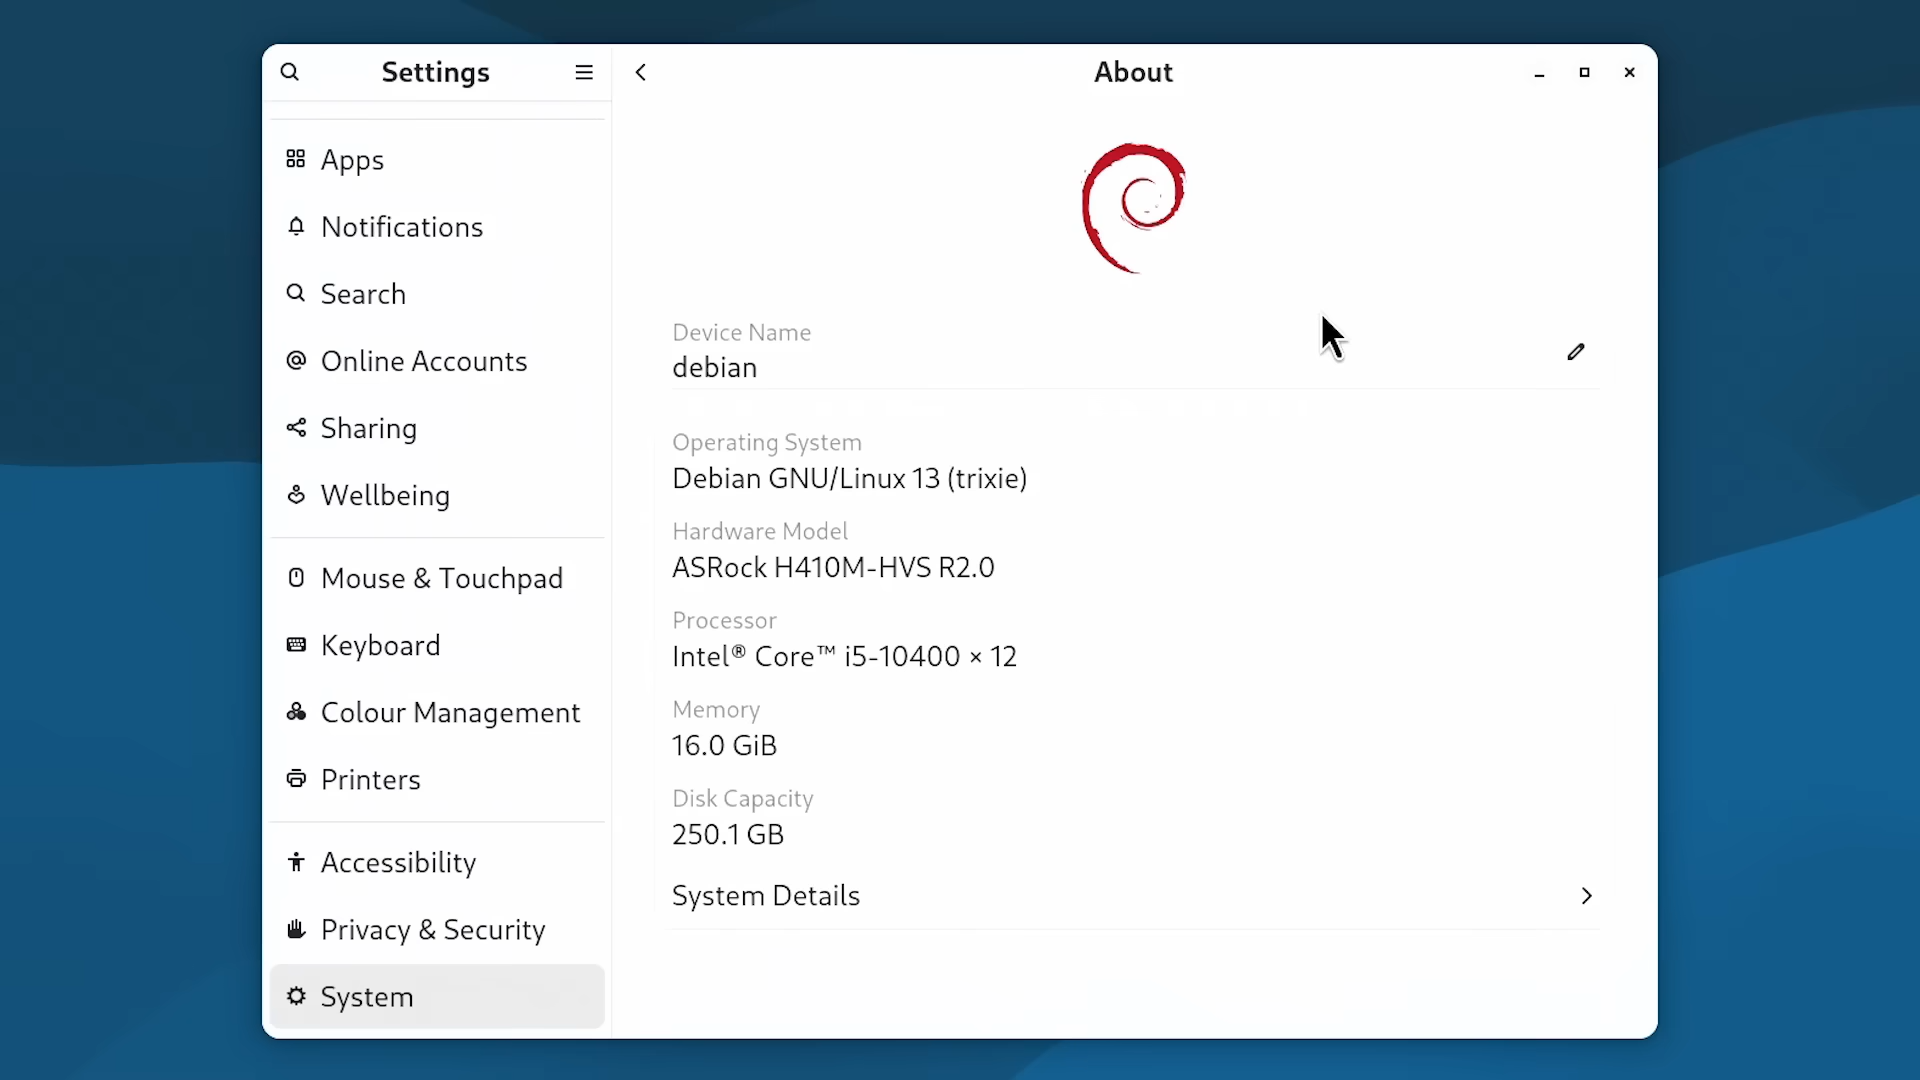 Settings
About
Apps
Notifications
Search
Online Accounts
Sharing
Wellbeing
Mouse & Touchpad
Keyboard
Colour Management
Printers
Accessibility
Privacy & Security
System
Device Name
debian
Operating System
Debian GNU/Linux 13 (trixie)
Hardware Model
ASRock H410M-HVS R2.0
Processor
Intel® Core™ i5-10400 × 12
Memory
16.0 GiB
Disk Capacity
250.1 GB
System Details